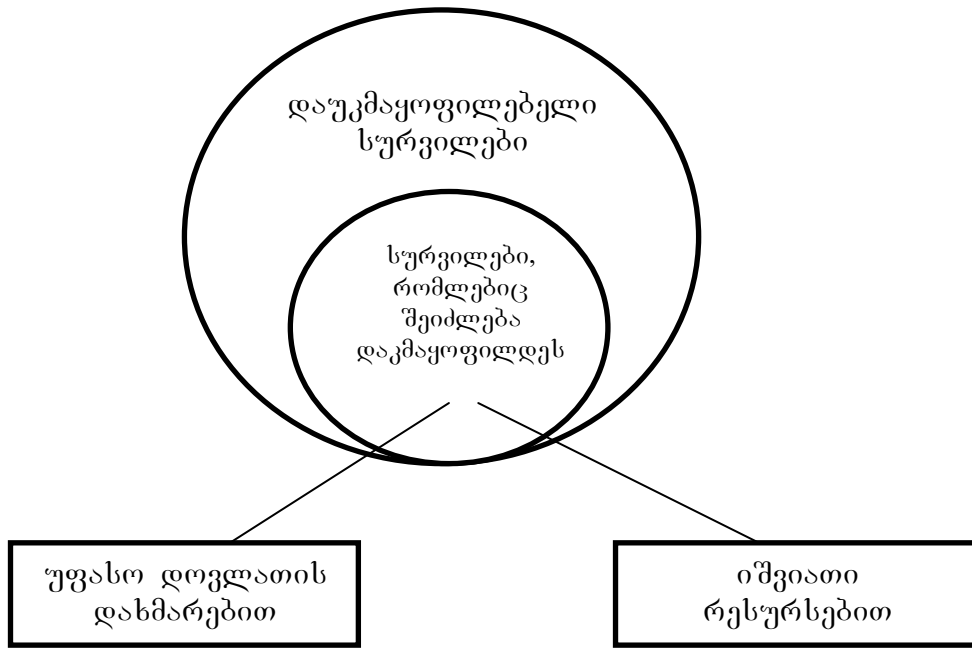 დაუკმაყოფილებელი
სურვილები
სურვილები,
რომლებიც
შეიძლება
დაკმაყოფილდეს
უფასო დოვლათის
დახმარებით
იშვიათი
რესურსებით